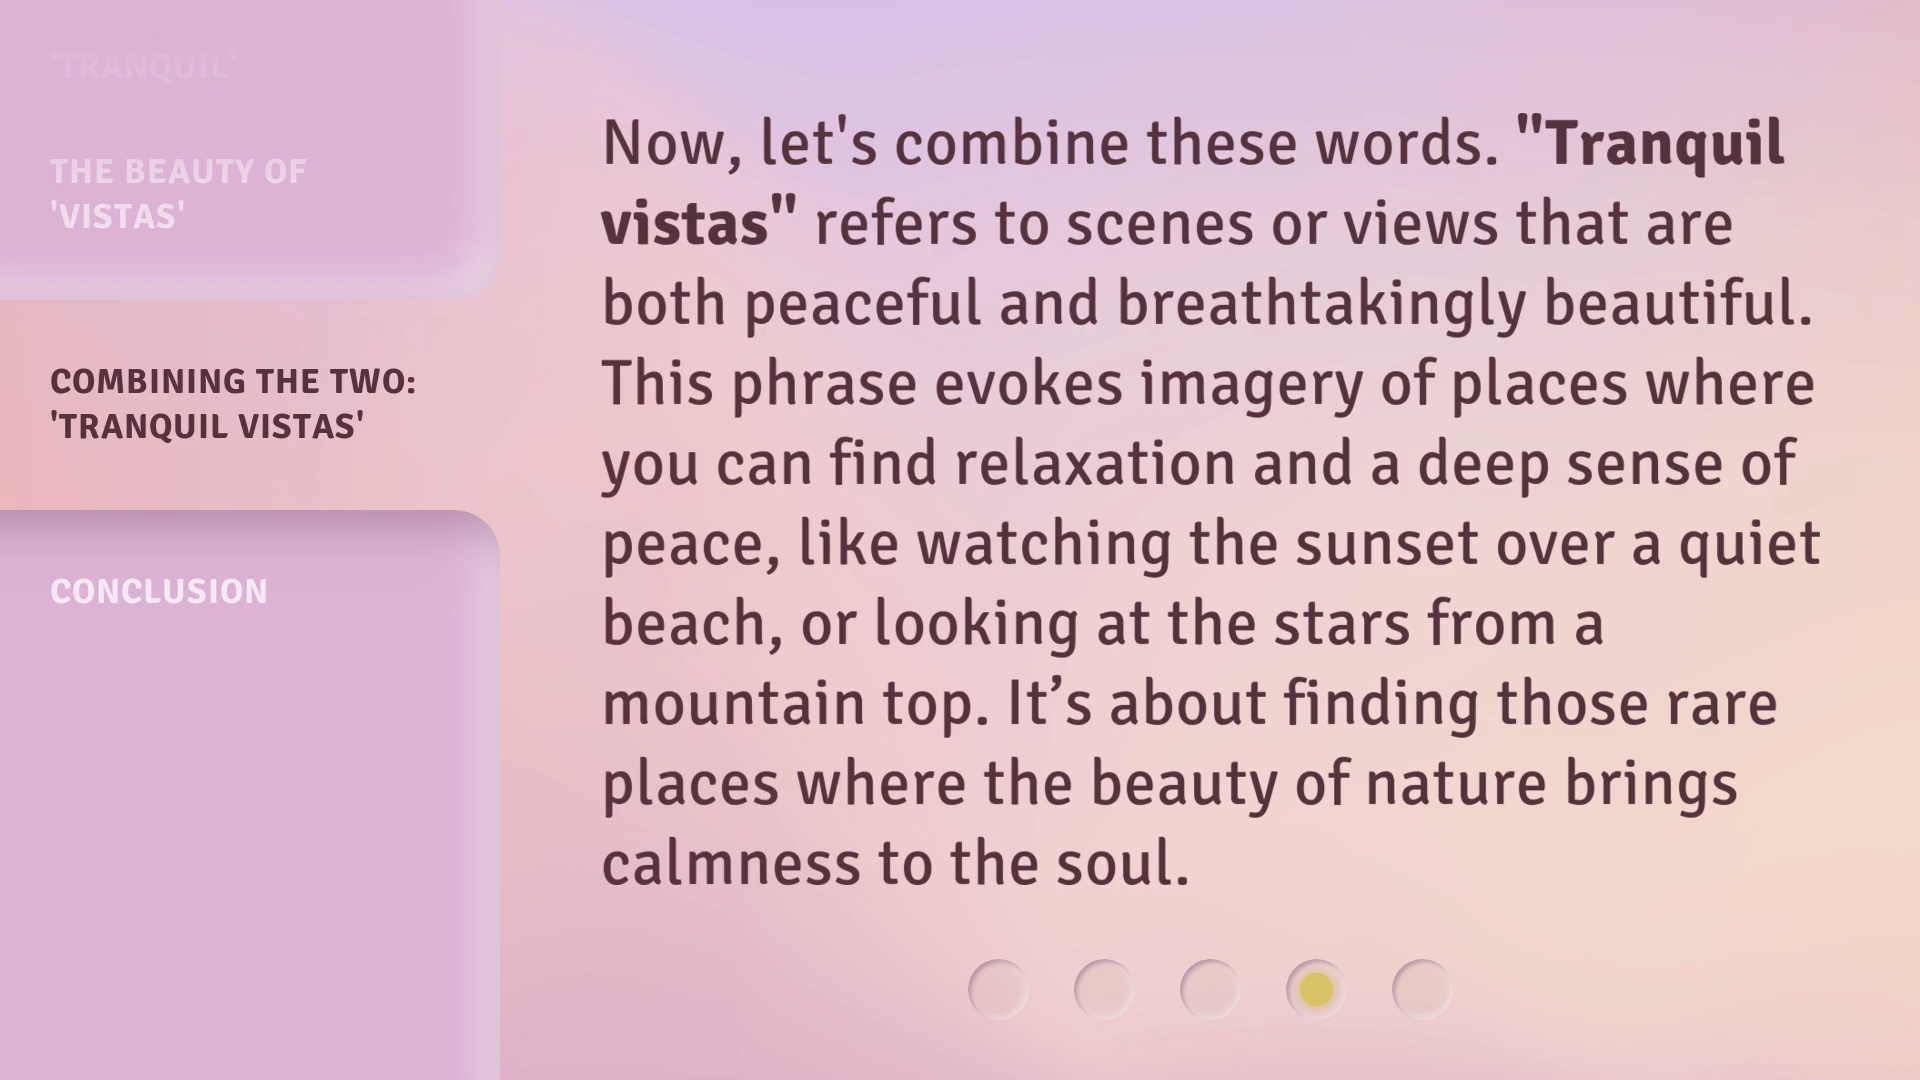 'TRANQUIL'
THE BEAUTY OF
'VISTAS'
COMBINING THE TWO:
'TRANQUIL VISTAS'
CONCLUSION
Now, let's combine these words. "Tranquil
vistas" refers to scenes or views that are
both peaceful and breathtakingly beautiful.
This phrase evokes imagery of places where
you can find relaxation and a deep sense of
peace, like watching the sunset over a quiet
beach, or looking at the stars from a
mountain top. It’s about finding those rare
places where the beauty of nature brings
calmness to the soul.